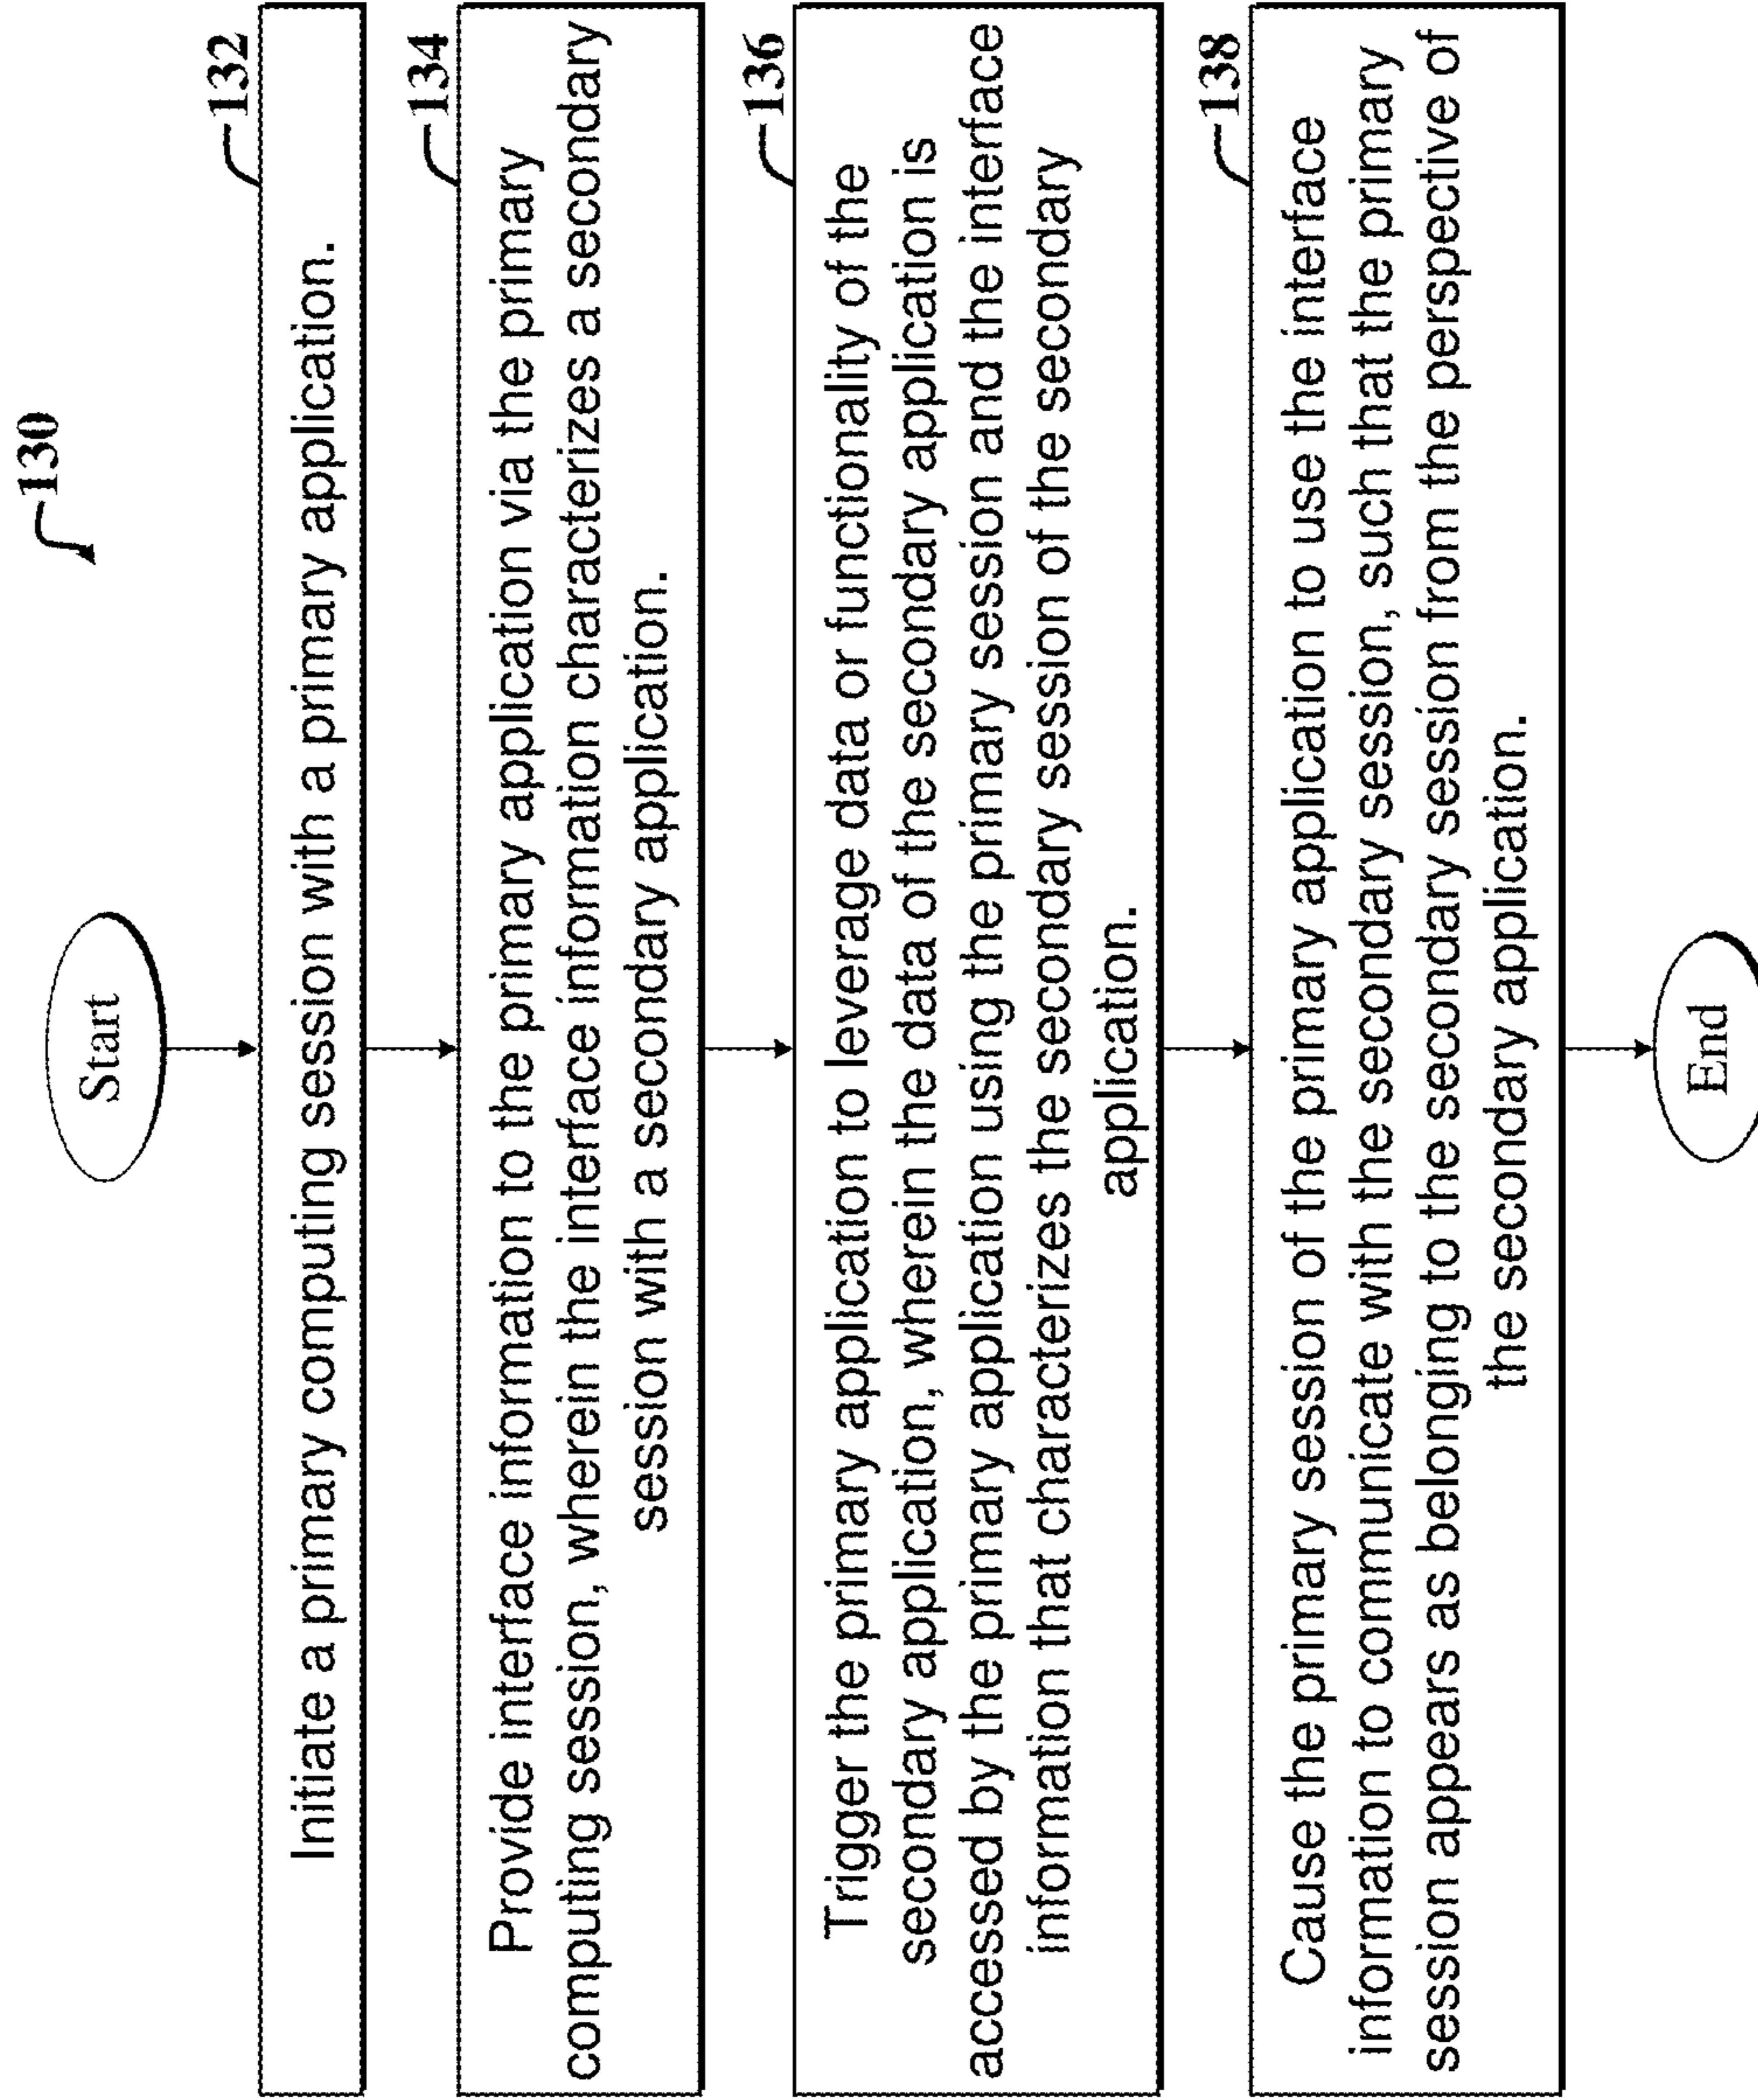 130
Start
132
Initiate a primary computing session with a primary application.
134
Provide interface information to the primary application via the primary
computing session, wherein the interface information characterizes a secondary
session with a secondary application.
136
Trigger the primary application to leverage data or functionality of the
secondary application, wherein the data of the secondary application is
accessed by the primary application using the primary session and the interface
information that characterizes the secondary session of the secondary
application.
138
Cause the primary session of the primary application to use the interface
information to communicate with the secondary session, such that the primary
session appears as belonging to the secondary session from the perspective of
the secondary application.
End